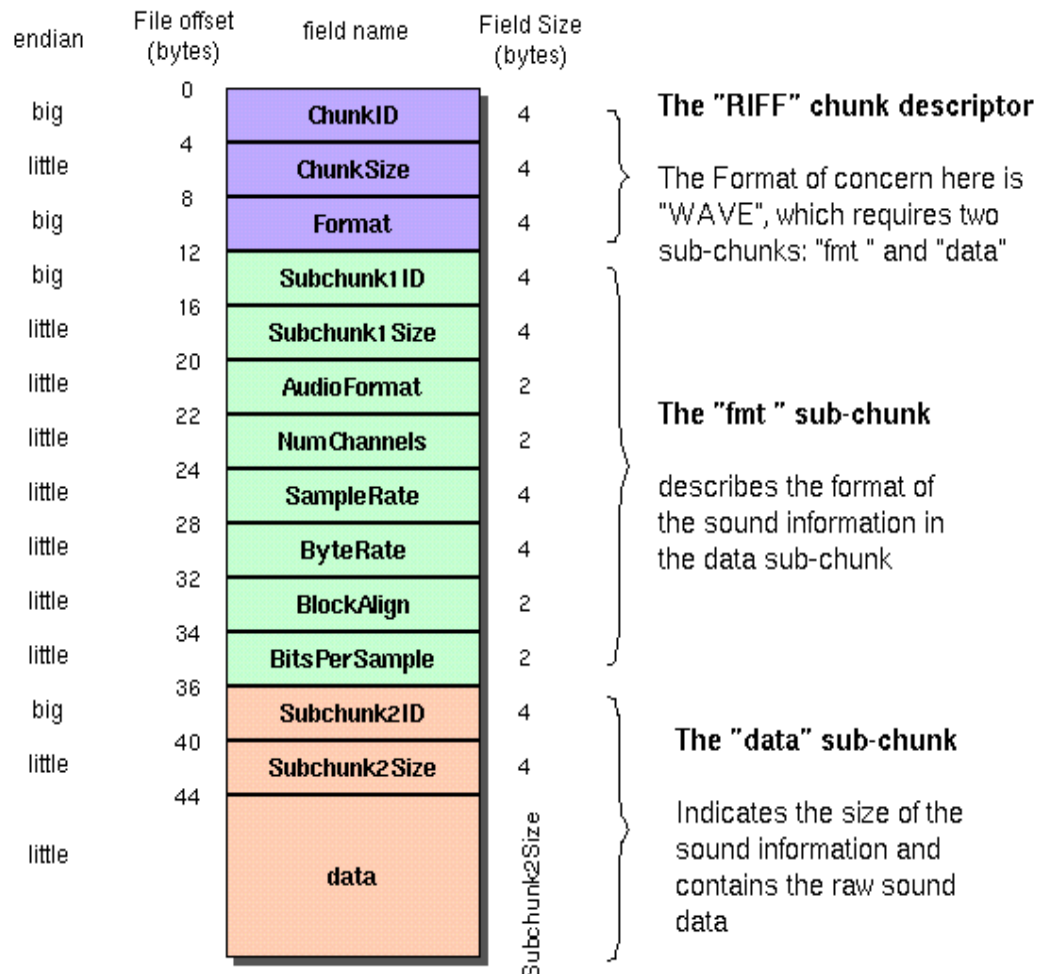 endian File offset (bytes) field name Field Size (bytes)
0
big ChunkID 4
4
little ChunkSize 4
8
big Format 4
12
big Subchunk1ID 4
16
little Subchunk1Size 4
20
little AudioFormat 2
22
little NumChannels 2
24
little SampleRate 4
28
little ByteRate 4
32
little BlockAlign 2
34
little BitsPerSample 2
36
big Subchunk2ID 4
40
little Subchunk2Size 4
44
little data Subchunk2Size
The "RIFF" chunk descriptor
The Format of concern here is
"WAVE", which requires two
sub-chunks: "fmt " and "data"
The "fmt " sub-chunk
describes the format of
the sound information in
the data sub-chunk
The "data" sub-chunk
Indicates the size of the
sound information and
contains the raw sound
data